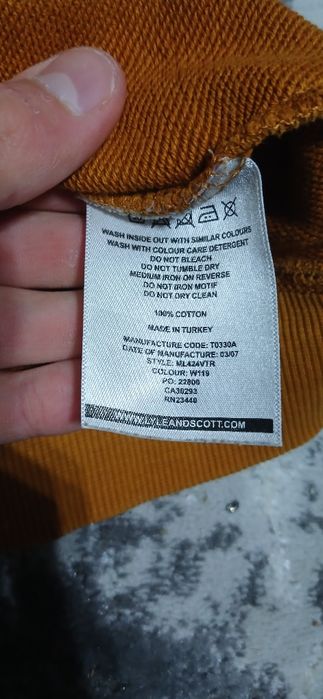 WASH INSIDE OUT WITH SIMILAR COLOURS
WASH WITH COLOUR CARE DETERGENT
DO NOT BLEACH
DO NOT TUMBLE DRY
MEDIUM IRON ON REVERSE
DO NOT IRON MOTIF
DO NOT DRY CLEAN
100% COTTON
MADE IN TURKEY
MANUFACTURE CODE: T0330A
DATE OF MANUFACTURE: 03/07
STYLE: ML424VTR
COLOUR: W119
PO: 22806
CA30293
RN23440
WWW.LYLEANDSCOTT.COM